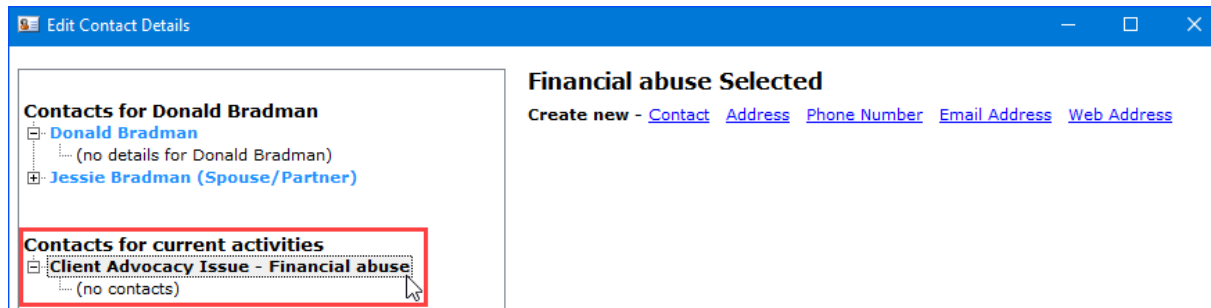 Edit Contact Details
Contacts for Donald Bradman
Donald Bradman
(no details for Donald Bradman)
Jessie Bradman (Spouse/Partner)
Contacts for current activities
Client Advocacy Issue - Financial abuse
(no contacts)
Financial abuse Selected
Create new - Contact Address Phone Number Email Address Web Address